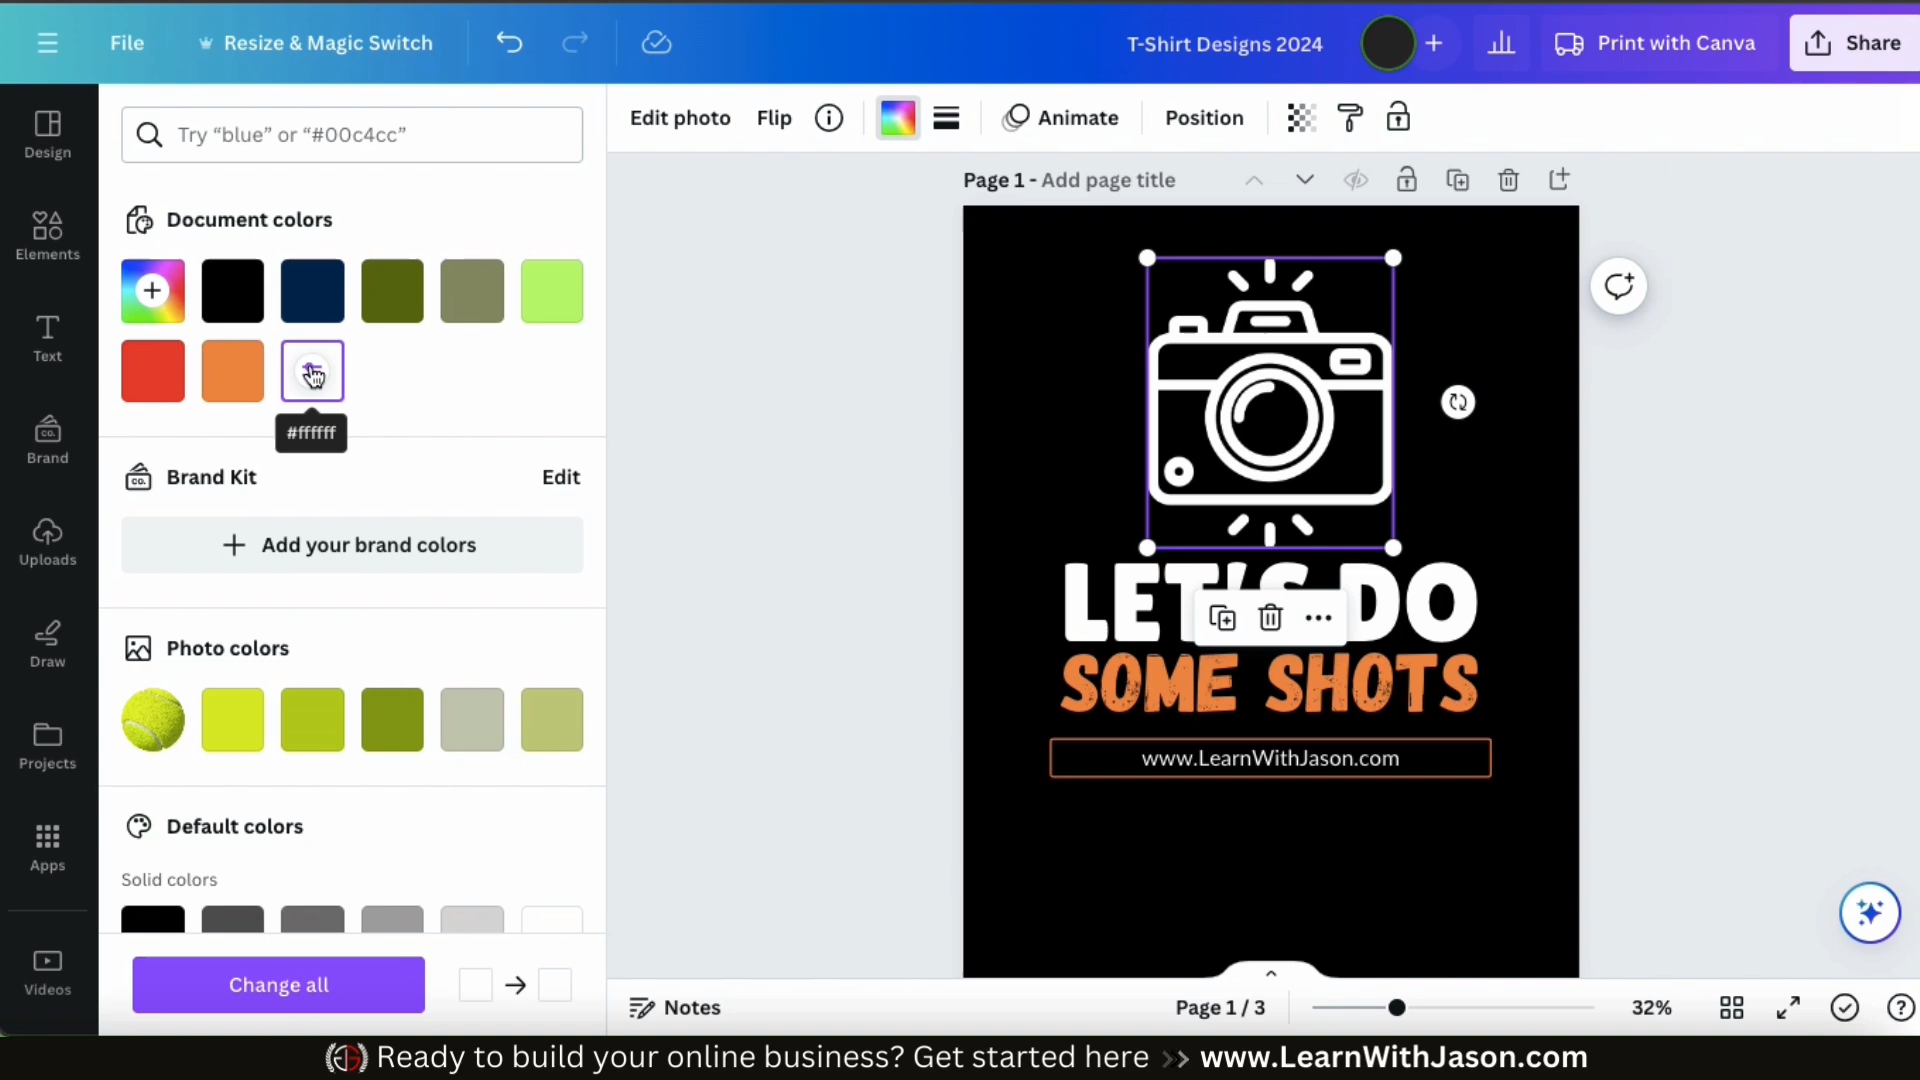 File
Resize & Magic Switch
T-Shirt Designs 2024
Print with Canva
Share
Design
Elements
Text
Brand
CO.
Uploads
Draw
Projects
Apps
Videos
Try “blue” or “#00c4cc”
Document colors
#ffffff
CO.
Brand Kit
Edit
Add your brand colors
Photo colors
Default colors
Solid colors
Change all
Edit photo
Flip
Animate
Position
Page 1 - Add page title
LET'S DO
SOME SHOTS
www.LearnWithJason.com
Notes
Page 1 / 3
32%
Ready to build your online business? Get started here >> www.LearnWithJason.com